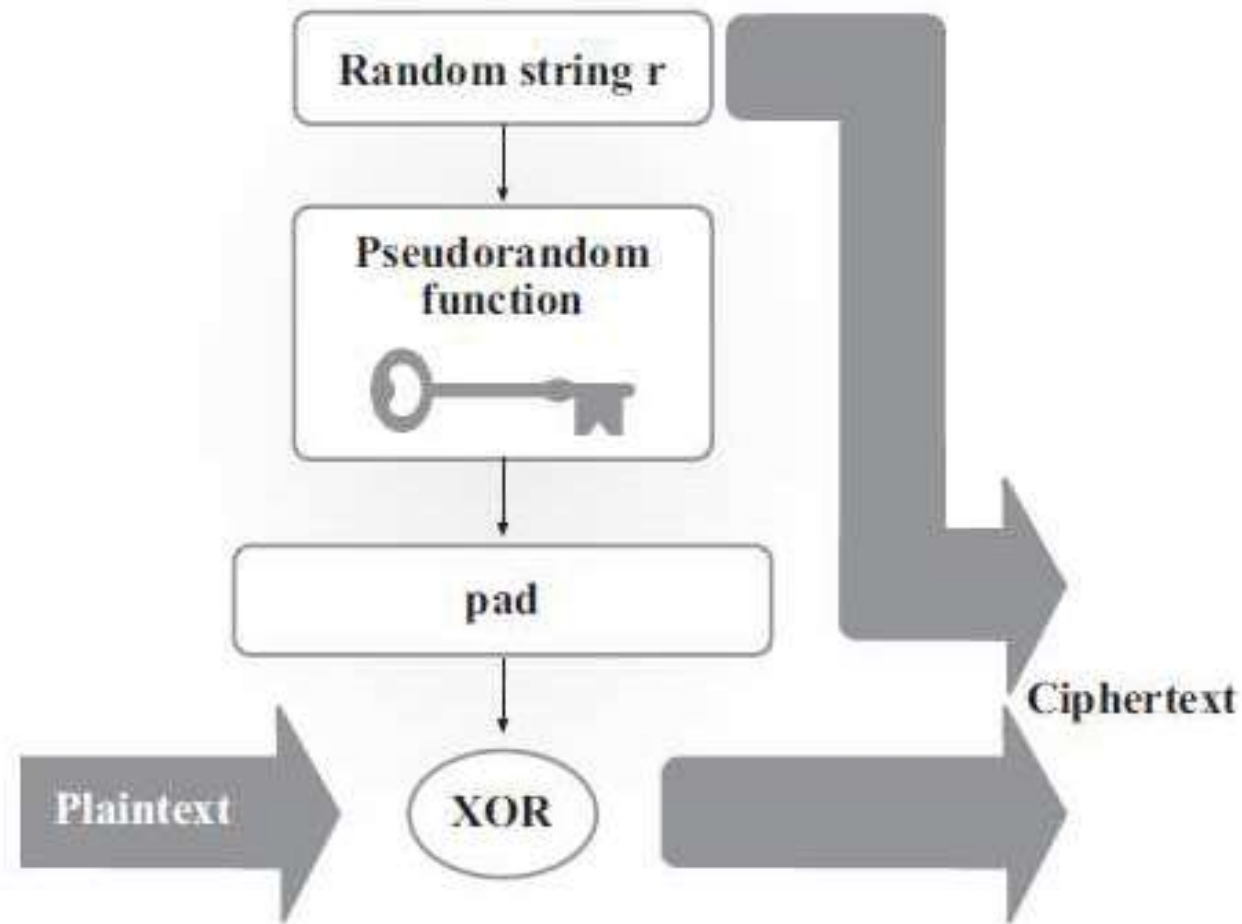 Random string r
Pseudorandom
function
pad
Ciphertext
Plaintext
XOR